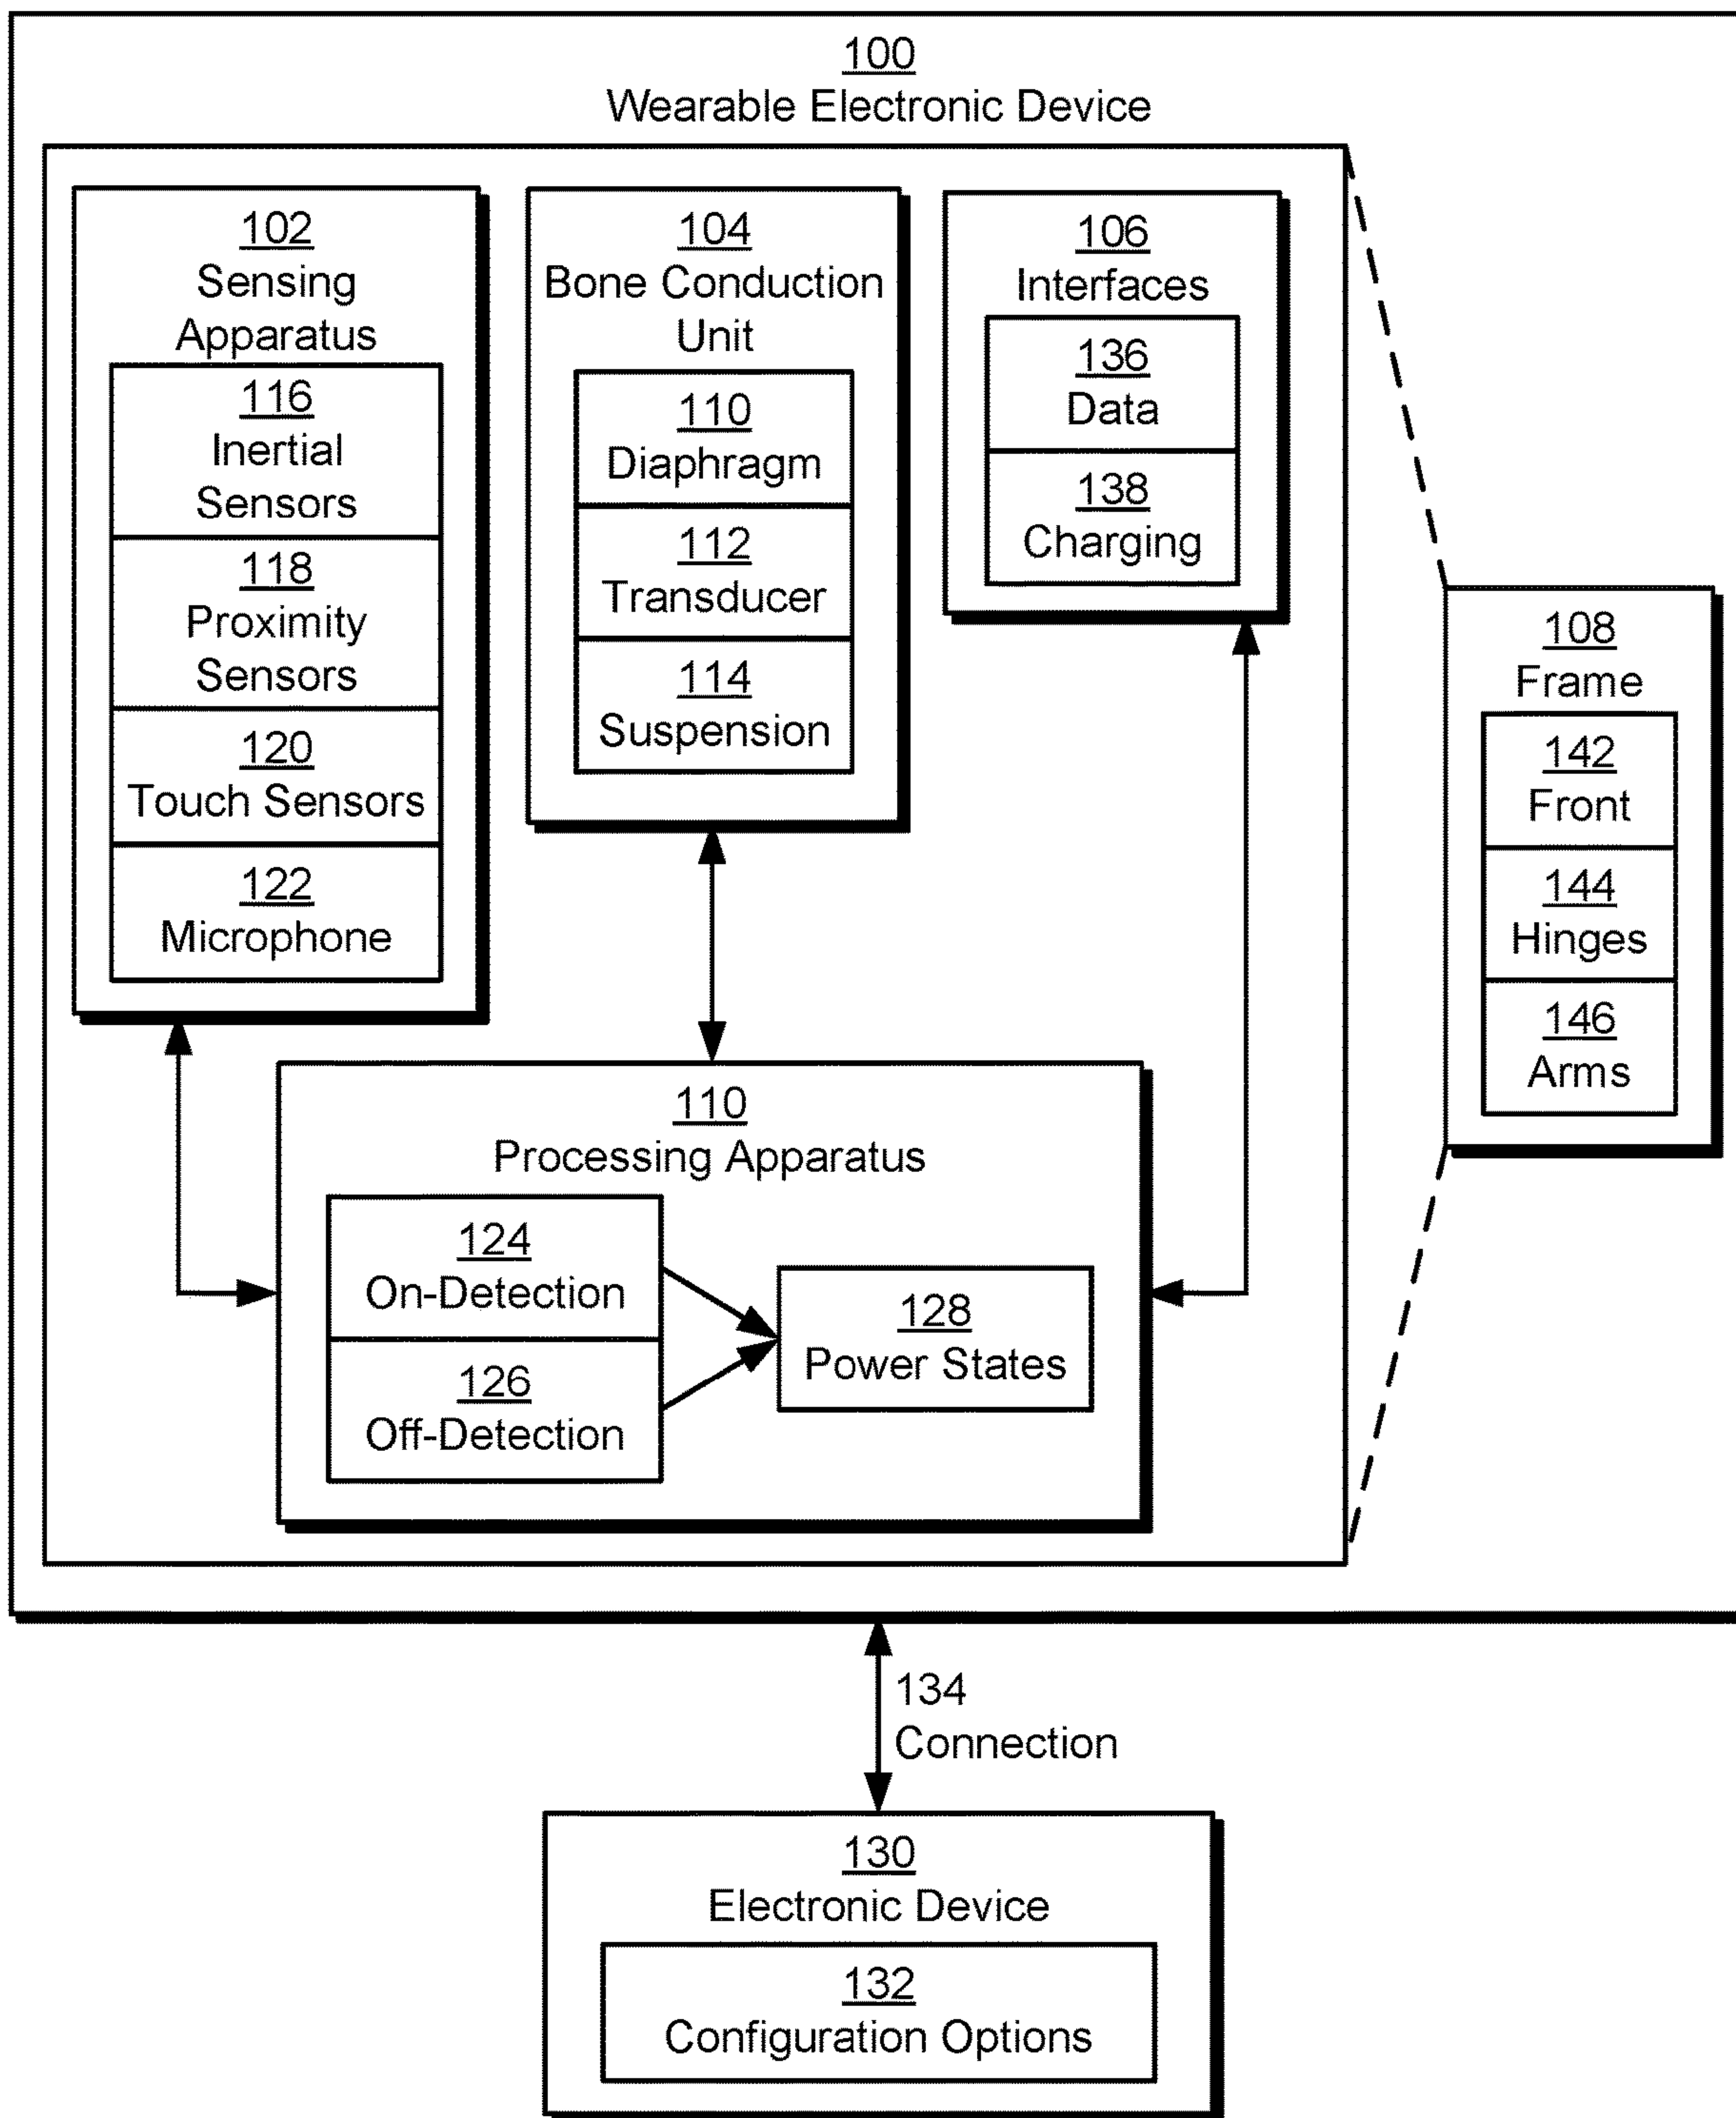 100
Wearable Electronic Device
102
Sensing
Apparatus
116
Inertial
Sensors
118
Proximity
Sensors
120
Touch Sensors
122
Microphone
104
Bone Conduction
Unit
110
Diaphragm
112
Transducer
114
Suspension
106
Interfaces
136
Data
138
Charging
108
Frame
142
Front
144
Hinges
146
Arms
110
Processing Apparatus
124
On-Detection
126
Off-Detection
128
Power States
134
Connection
130
Electronic Device
132
Configuration Options